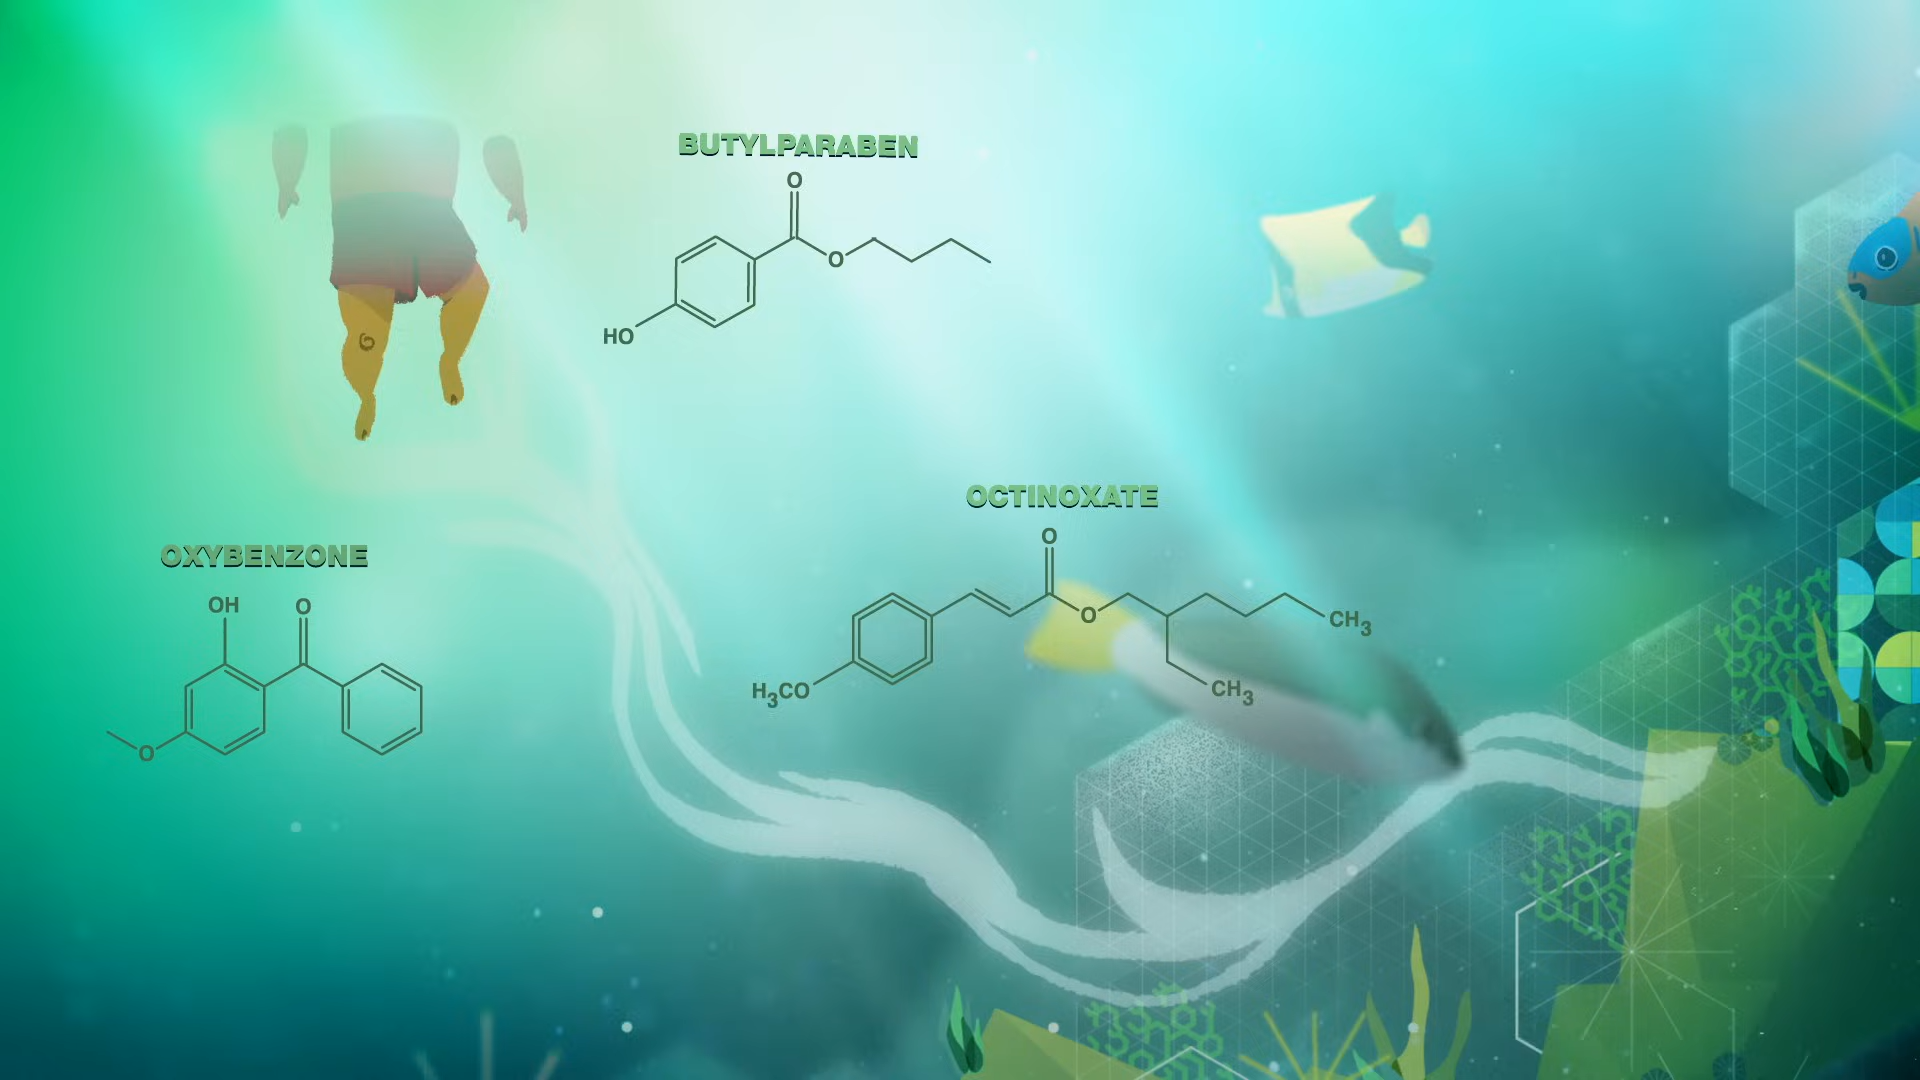 BUTYLPARABEN
O
O
HO
OCTINOXATE
O
O
CH3
H3CO
CH3
OXYBENZONE
OH O
O